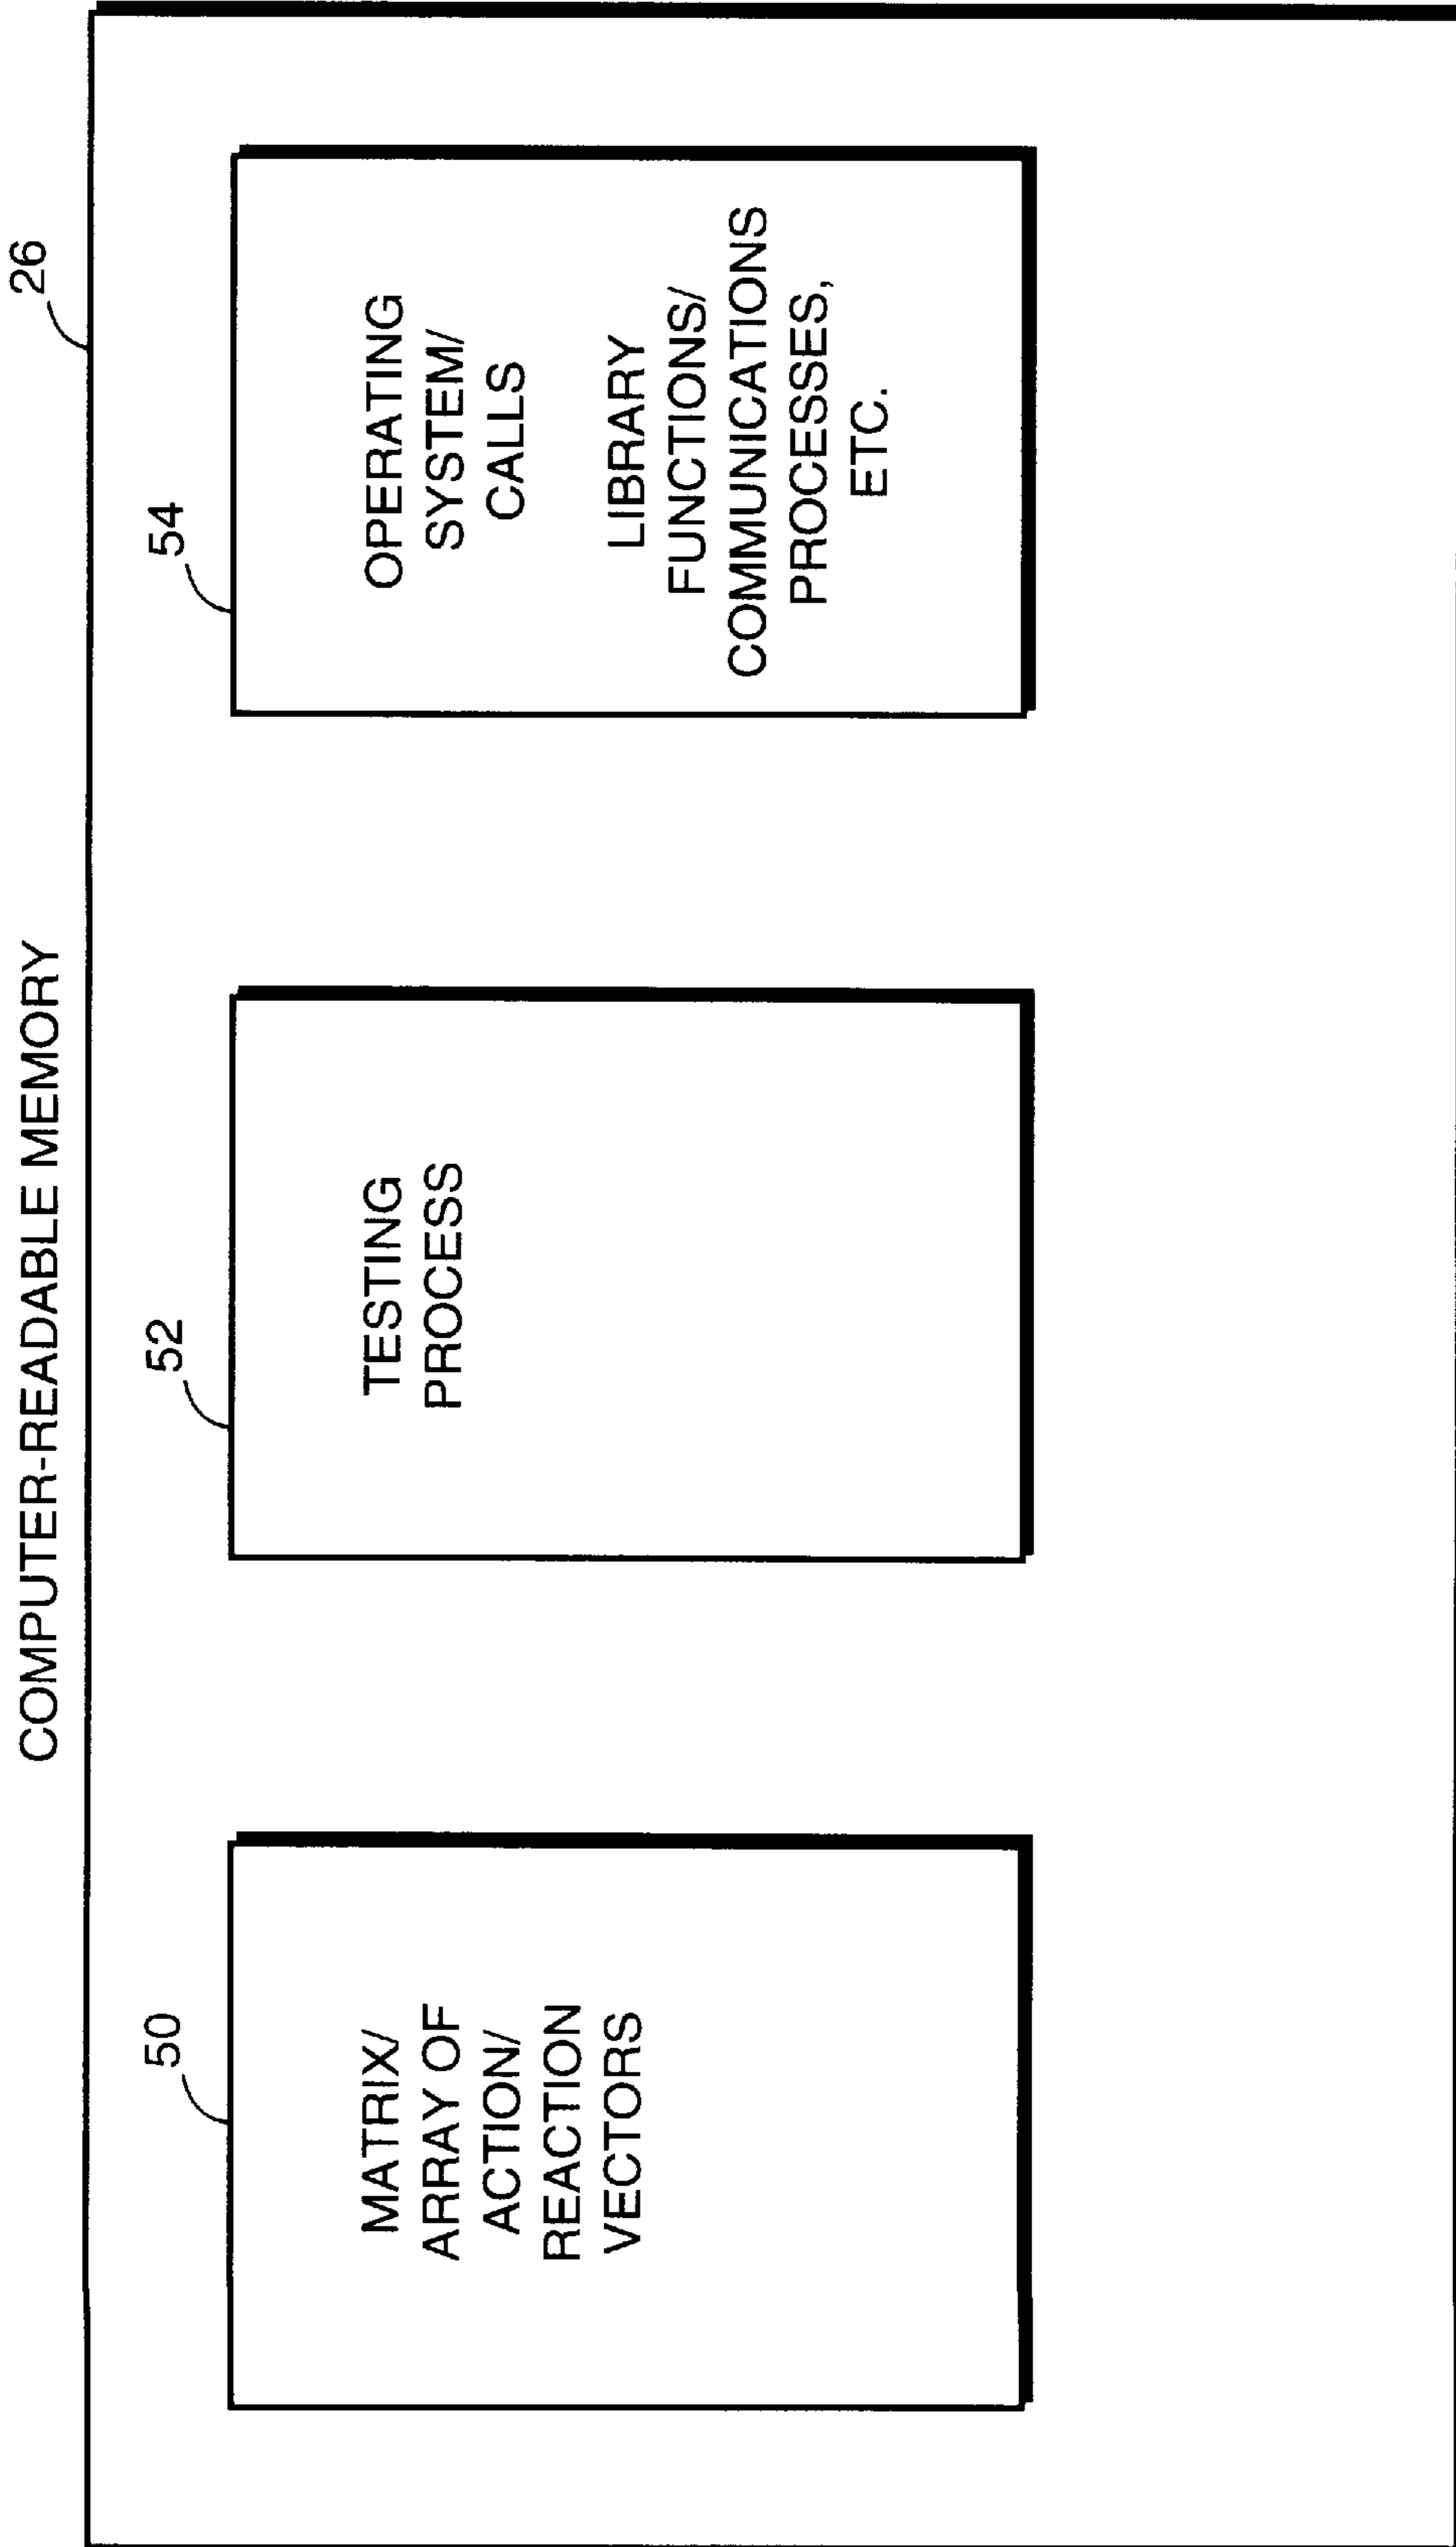 COMPUTER-READABLE MEMORY
26
50
MATRIX/
ARRAY OF
ACTION/
REACTION
VECTORS
52
TESTING
PROCESS
54
OPERATING
SYSTEM/
CALLS
LIBRARY
FUNCTIONS/
COMMUNICATIONS
PROCESSES,
ETC.